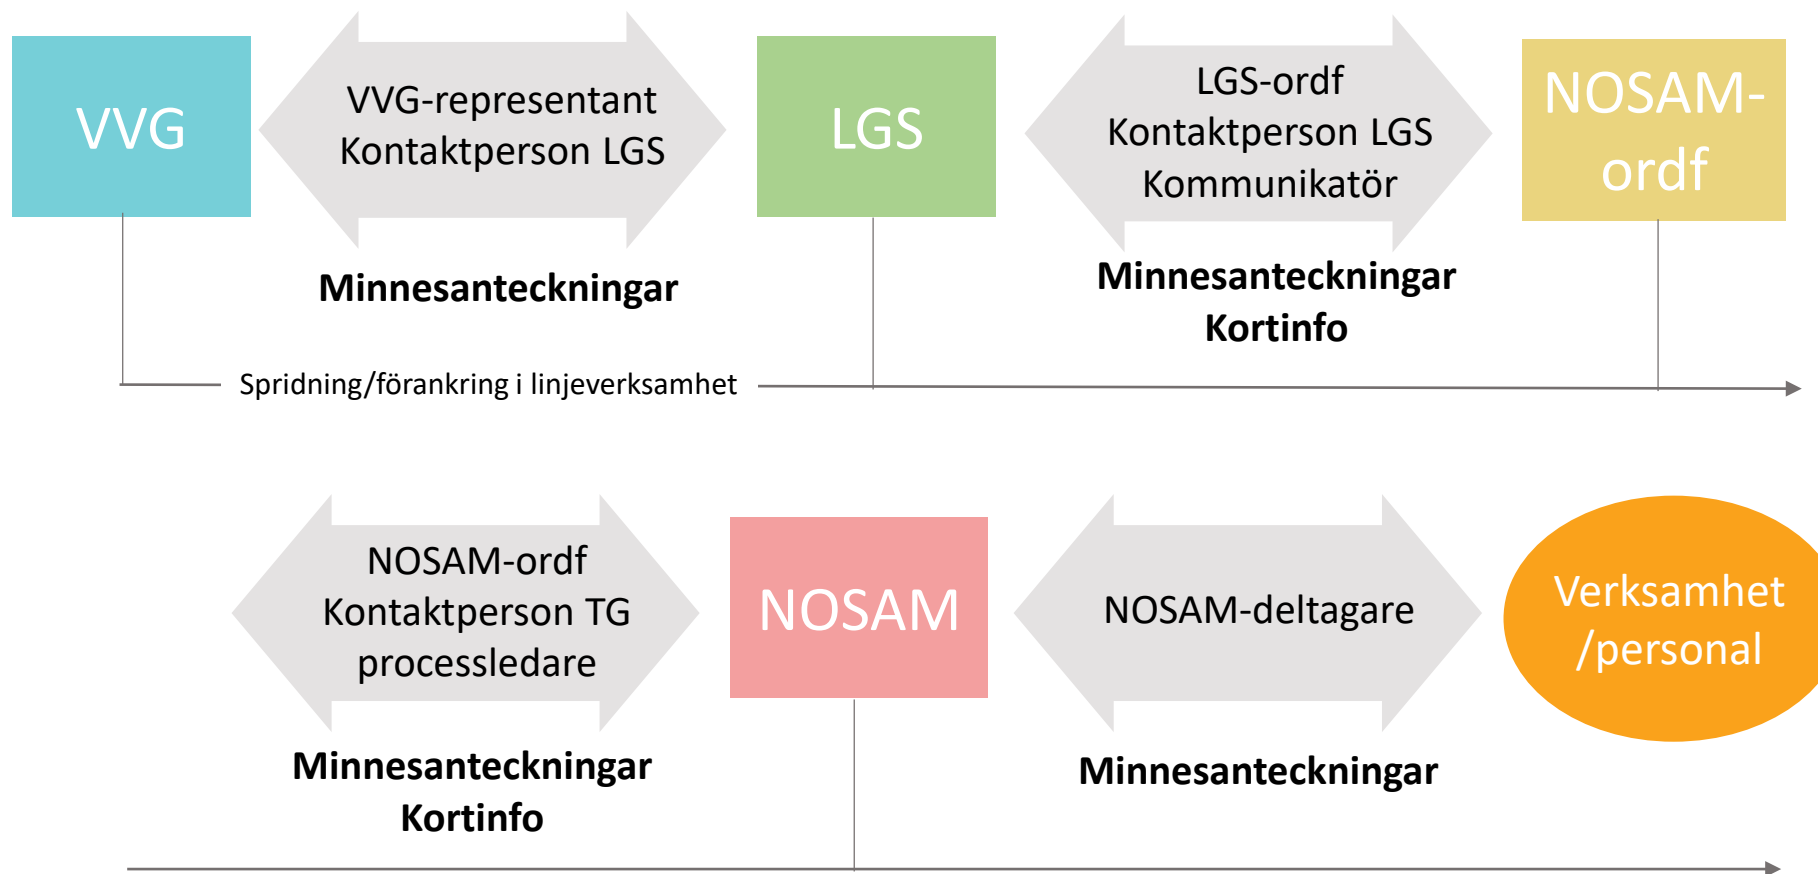 VVG
VVG-representant
Kontaktperson LGS
Minnesanteckningar
LGS
LGS-ordf
Kontaktperson LGS
Kommunikatör
Minnesanteckningar
Kortinfo
NOSAM-
ordf
Spridning/förankring i linjeverksamhet
NOSAM-ordf
Kontaktperson TG
processledare
Minnesanteckningar
Kortinfo
NOSAM
NOSAM-deltagare
Minnesanteckningar
Verksamhet
/personal